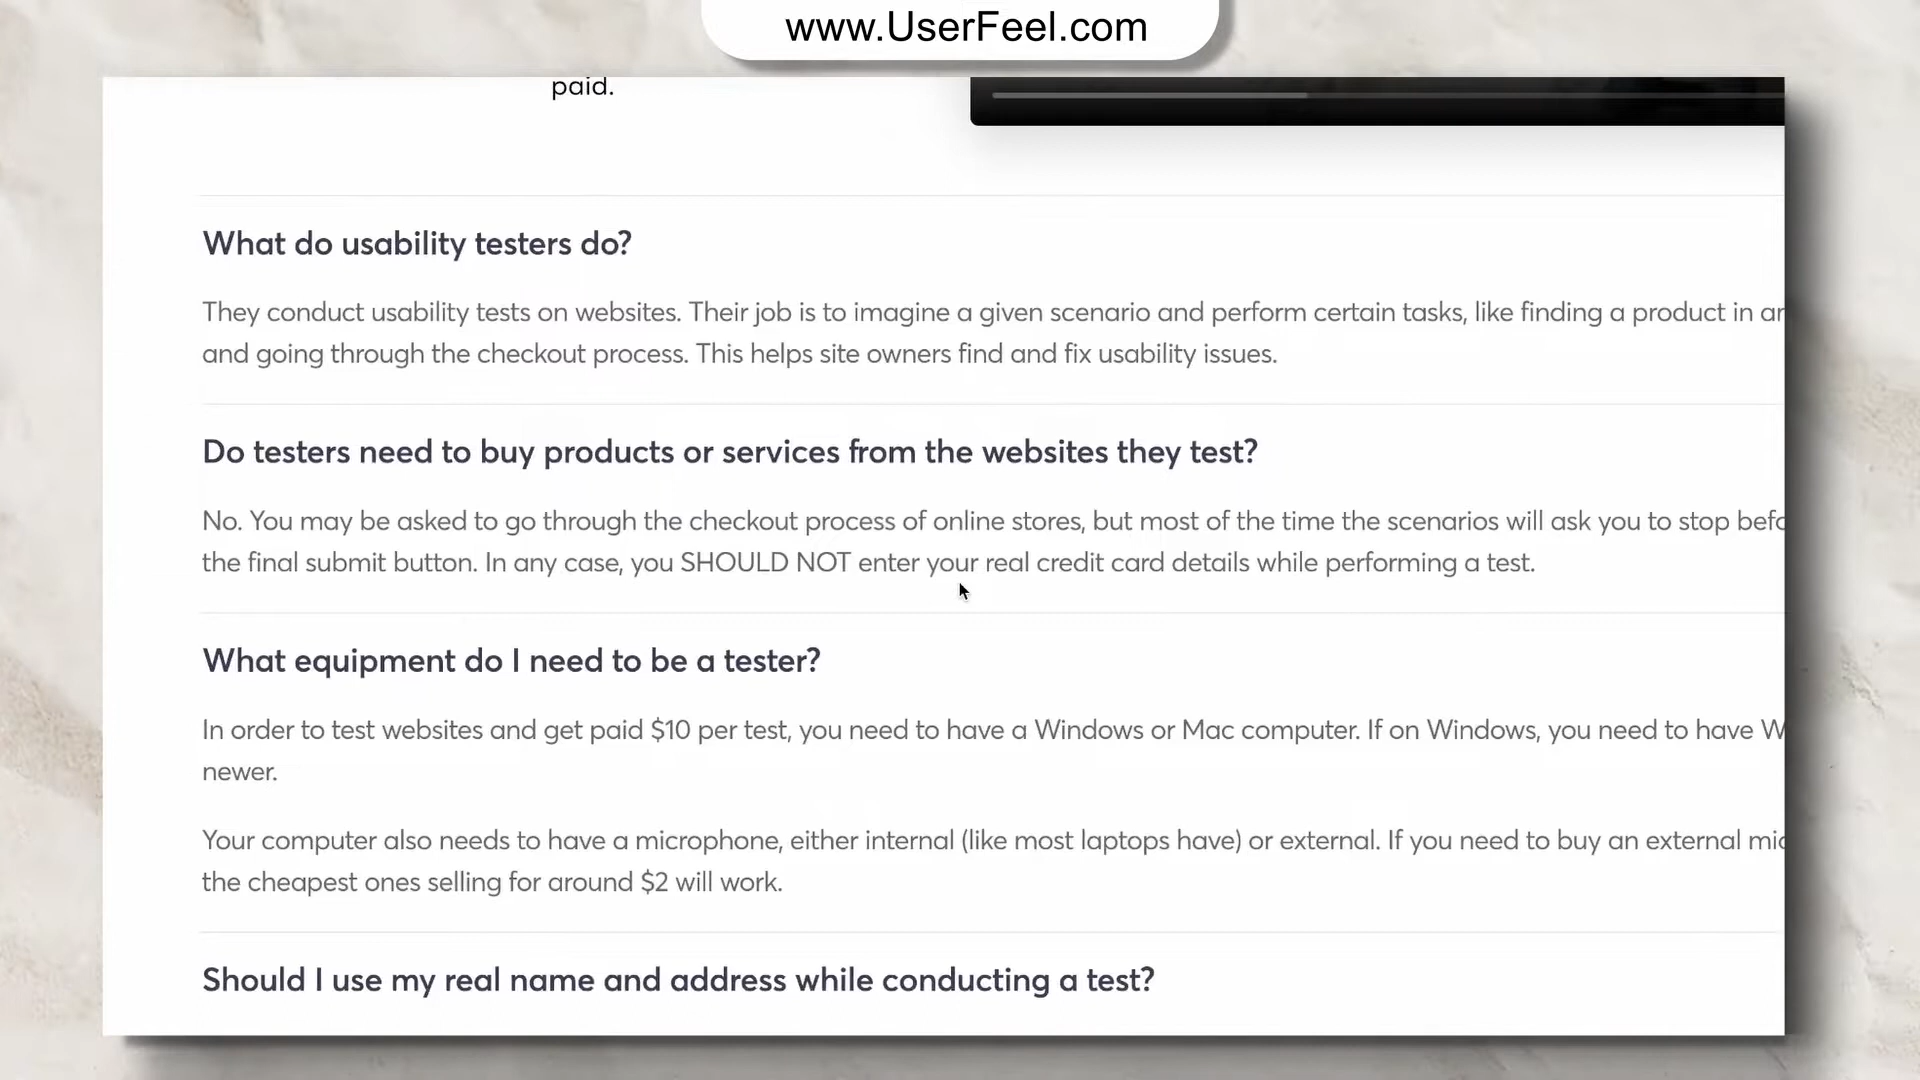 www.UserFeel.com
paid.
What do usability testers do?
They conduct usability tests on websites. Their job is to imagine a given scenario and perform certain tasks, like finding a product in
and going through the checkout process. This helps site owners find and fix usability issues.
Do testers need to buy products or services from the websites they test?
No. You may be asked to go through the checkout process of online stores, but most of the time the scenarios will ask you to stop
the final submit button. In any case, you SHOULD NOT enter your real credit card details while performing a test.
What equipment do I need to be a tester?
In order to test websites and get paid $10 per test, you need to have a Windows or Mac computer. If on Windows, you need to have
newer.
Your computer also needs to have a microphone, either internal (like most laptops have) or external. If you need to buy an external
the cheapest ones selling for around $2 will work.
Should I use my real name and address while conducting a test?